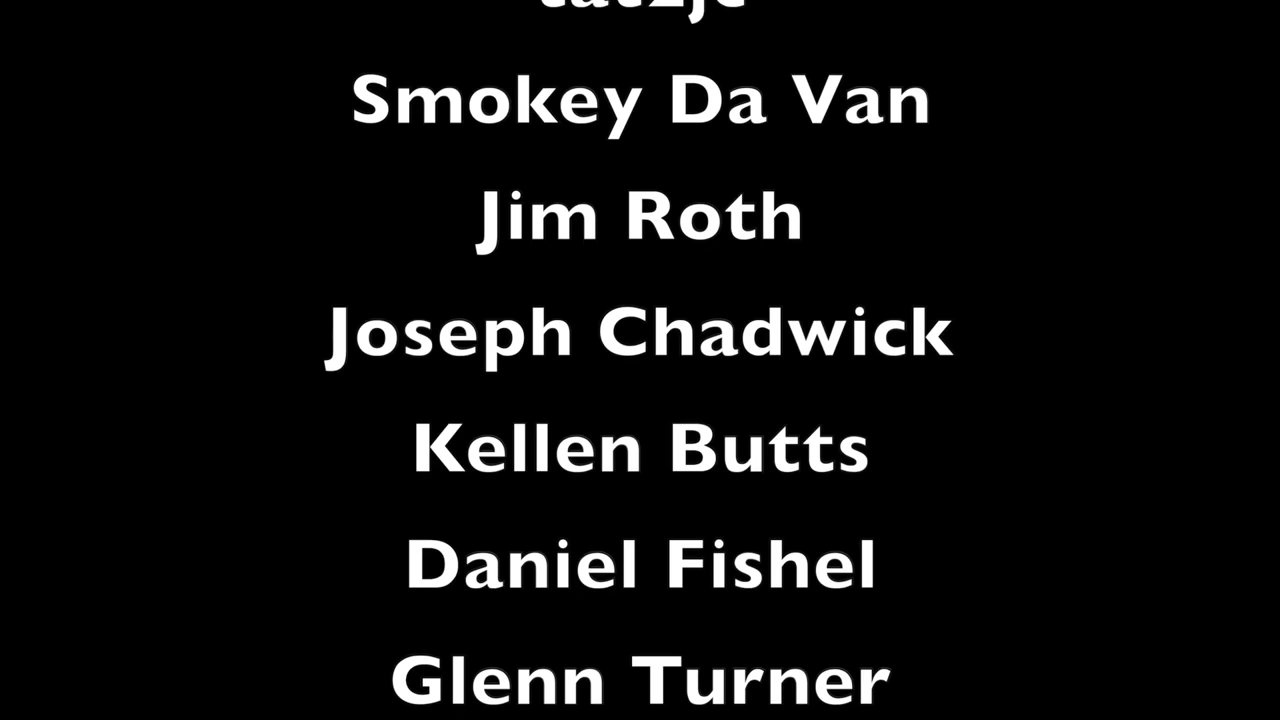 Smokey Da Van
Jim Roth
Joseph Chadwick
Kellen Butts
Daniel Fishel
Glenn Turner